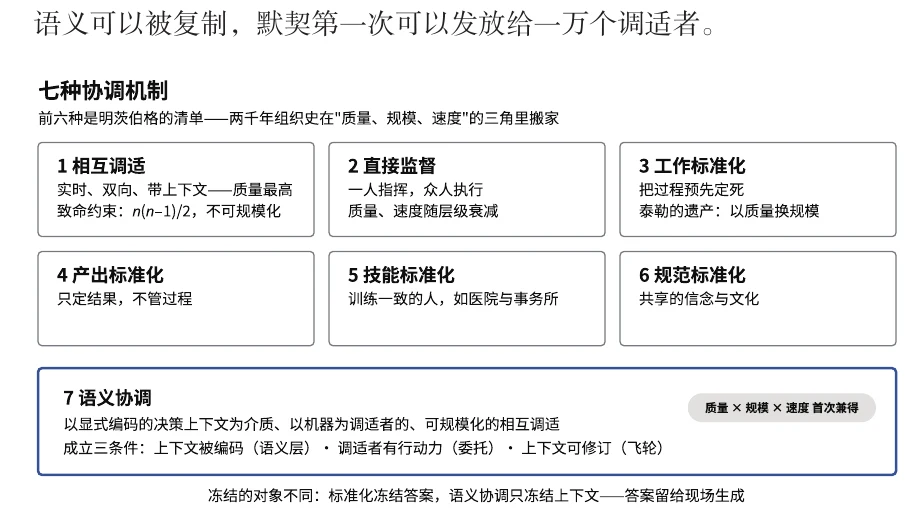 语义可以被复制，默契第一次可以发放给一万个调适者。
七种协调机制
前六种是明茨伯格的清单——两千年组织史在"质量、规模、速度"的三角里搬家
1 相互调适
实时、双向、带上下文——质量最高
致命约束：n(n−1)/2，不可规模化
2 直接监督
一人指挥，众人执行
质量、速度随层级衰减
3 工作标准化
把过程预先定死
泰勒的遗产：以质量换规模
4 产出标准化
只定结果，不管过程
5 技能标准化
训练一致的人，如医院与事务所
6 规范标准化
共享的信念与文化
7 语义协调
以显式编码的决策上下文为介质、以机器为调适者的、可规模化的相互调适
成立三条件：上下文被编码（语义层）· 调适者有行动力（委托）· 上下文可修订（飞轮）
质量 × 规模 × 速度 首次兼得
冻结的对象不同：标准化冻结答案，语义协调只冻结上下文——答案留给现场生成